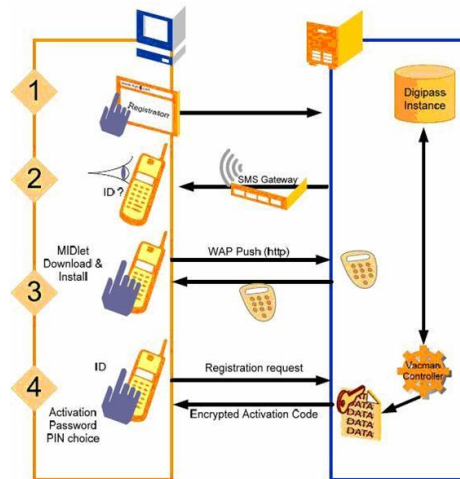 1
Registration
Digipass
Instance
2
ID ?
SMS Gateway
MIDlet
Download &
Install
WAP Push (http)
3
Vacman
Controller
ID
Registration request
4
Activation
Password
PIN choice
Encrypted Activation Code
DATA
DATA
DATA
DATA